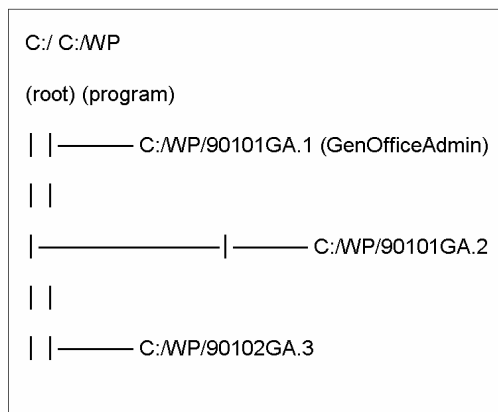 C:/ C:/WP
(root) (program)
| |———— C:/WP/90101GA.1 (GenOfficeAdmin)
| |
|——————————|———— C:/WP/90101GA.2
| |
| |———— C:/WP/90102GA.3